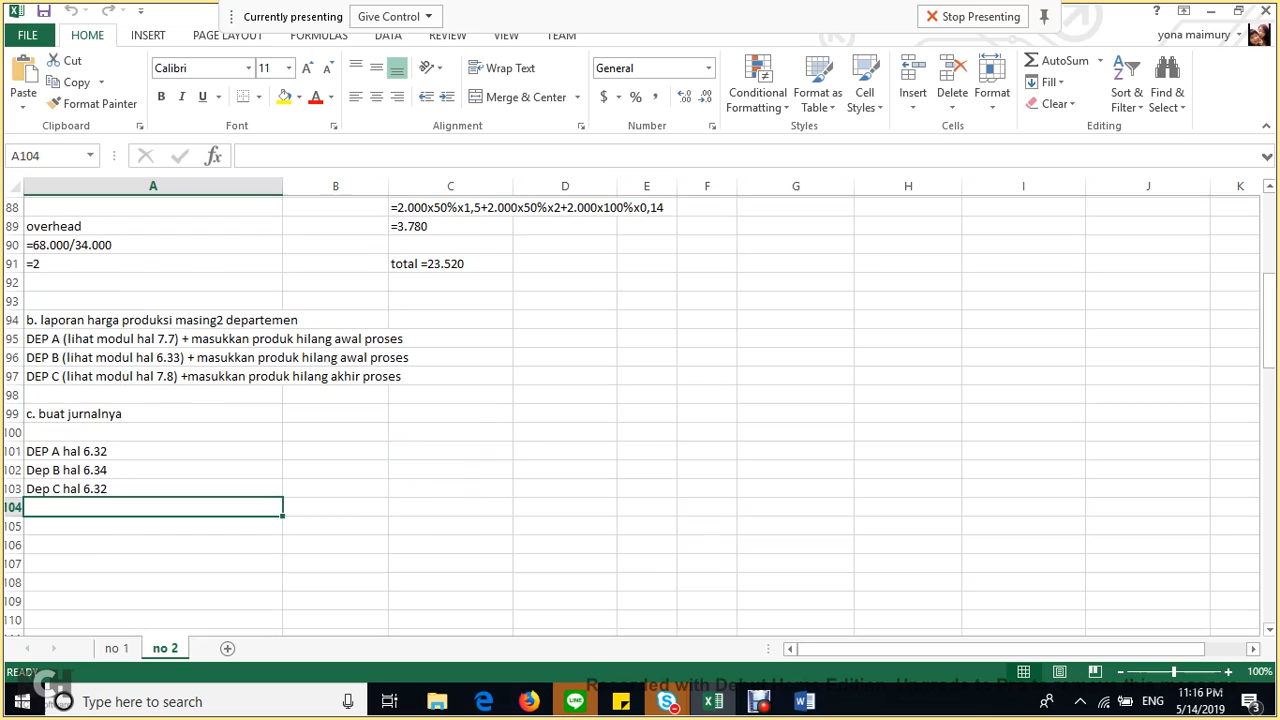 Currently presenting
Give Control
Stop Presenting
yona maimury
FILE HOME INSERT PAGE LAYOUT FORMULAS DATA REVIEW VIEW TEAM
Paste
Cut
Copy
Format Painter
Clipboard
Calibri 11
B I U
Font
Wrap Text
Merge & Center
Alignment
General
$ % ,
Number
Conditional Formatting
Format as Table
Cell Styles
Styles
Insert
Delete
Format
Cells
AutoSum
Fill
Clear
Sort & Filter
Find & Select
Editing
A104
fx
A B C D E F G H I J K
88 =2.000x50%x1,5+2.000x50%x2+2.000x100%x0,14
89 overhead =3.780
90 =68.000/34.000
91 =2 total =23.520
92
93
94 b. laporan harga produksi masing2 departemen
95 DEP A (lihat modul hal 7.7) + masukkan produk hilang awal proses
96 DEP B (lihat modul hal 6.33) + masukkan produk hilang awal proses
97 DEP C (lihat modul hal 7.8) +masukkan produk hilang akhir proses
98
99 c. buat jurnalnya
100
101 DEP A hal 6.32
102 Dep B hal 6.34
103 Dep C hal 6.32
104
105
106
107
108
109
110
no 1
no 2
READY
100%
Type here to search
ENG
11:16 PM
5/14/2019
3